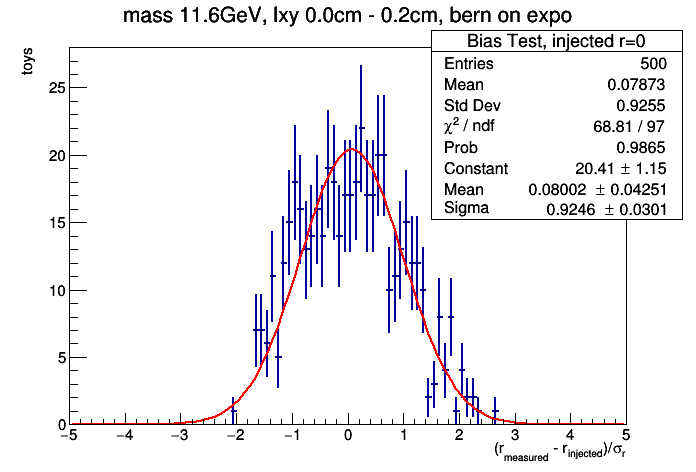 mass 11.6GeV, lxy 0.0cm - 0.2cm, bern on expo
toys
Bias Test, injected r=0
Entries 500
Mean 0.07873
Std Dev 0.9255
χ² / ndf 68.81 / 97
Prob 0.9865
Constant 20.41 ± 1.15
Mean 0.08002 ± 0.04251
Sigma 0.9246 ± 0.0301
25
20
15
10
5
0
−5 −4 −3 −2 −1 0 1 2 3 4 5
(r_measured - r_injected)/σ_r